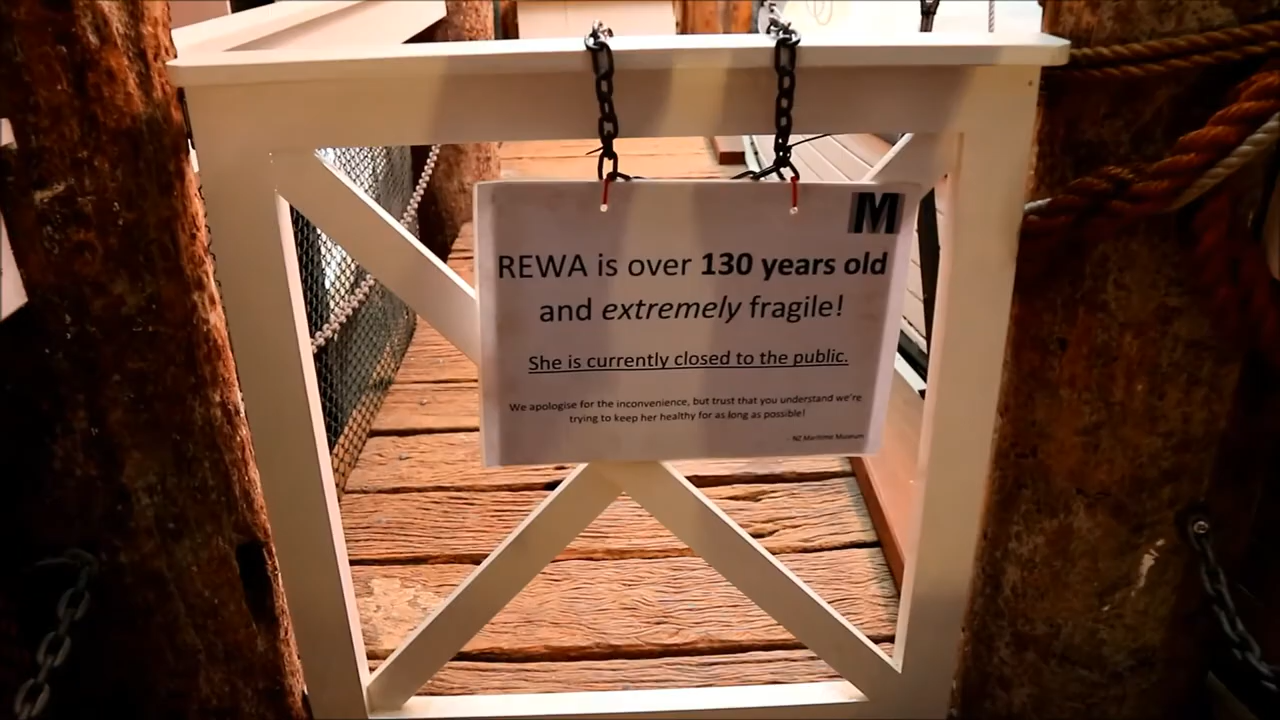 M
REWA is over 130 years old
and extremely fragile!
She is currently closed to the public.
We apologise for the inconvenience, but trust that you understand we're
trying to keep her healthy for as long as possible!
- NZ Maritime Museum